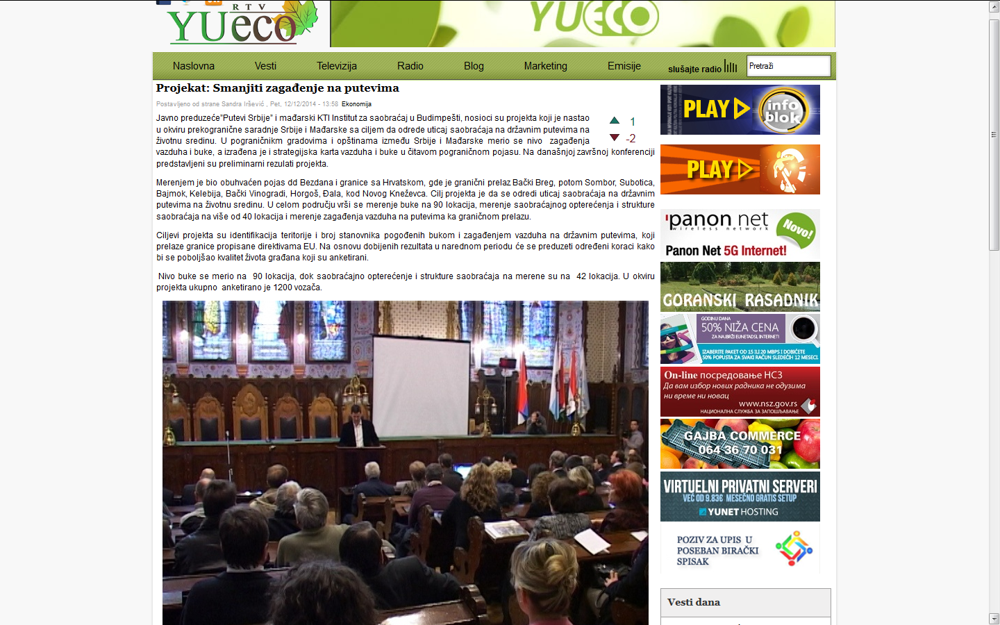 RTV
YUeco
YUECO
Naslovna
Vesti
Televizija
Radio
Blog
Marketing
Emisije
slušajte radio
Pretraži
Projekat: Smanjiti zagađenje na putevima
Postavljeno od strane Sandra Iršević , Pet, 12/12/2014 - 13:58 Ekonomija
Javno preduzeće"Putevi Srbije" i mađarski KTI Institut za saobraćaj u Budimpešti, nosioci su projekta koji je nastao
u okviru prekogranične saradnje Srbije i Mađarske sa ciljem da odrede uticaj saobraćaja na državnim putevima na
životnu sredinu. U pograničnikm gradovima i opštinama između Srbije i Mađarske merio se nivo zagađenja
vazduha i buke, a izrađena je i strategijska karta vazduha i buke u čitavom pograničnom pojasu. Na današnjoj završnoj konferenciji
predstavljeni su preliminarni rezulati projekta.
1
-2
Merenjem je bio obuhvaćen pojas dd Bezdana i granice sa Hrvatskom, gde je granični prelaz Bački Breg, potom Sombor, Subotica,
Bajmok, Kelebija, Bački Vinogradi, Horgoš, Đala, kod Novog Kneževca. Cilj projekta je da se odredi uticaj saobraćaja na državnim
putevima na životnu sredinu. U celom području vrši se merenje buke na 90 lokacija, merenje saobraćajnog opterećenja i strukture
saobraćaja na više od 40 lokacija i merenje zagađenja vazduha na putevima ka graničnom prelazu.
Ciljevi projekta su identifikacija teritorije i broj stanovnika pogođenih bukom i zagađenjem vazduha na državnim putevima, koji
prelaze granice propisane direktivama EU. Na osnovu dobijenih rezultata u narednom periodu će se preduzeti određeni koraci kako
bi se poboljšao kvalitet života građana koji su anketirani.
Nivo buke se merio na 90 lokacija, dok saobraćajno opterećenje i strukture saobraćaja na merene su na 42 lokacija. U okviru
projekta ukupno anketirano je 1200 vozača.
PLAY
info
blok
PLAY
panon net
wireless network
Novo!
Panon Net 5G Internet!
GORANSKI RASADNIK
GODINU DANA
50% NIŽA CENA
ZA NAJBRŽI EUNETADSL INTERNET!
IZABERITE PAKET OD 15 ILI 20 MBPS I DOBIĆETE
50% POPUSTA ZA SVAKI RAČUN SLEDEĆIH 12 MESECI
On-line посредовање НСЗ
Да вам избор нових радника не одузима
ни време ни новац
www.nsz.gov.rs
НАЦИОНАЛНА СЛУЖБА ЗА ЗАПОШЉАВАЊЕ
GAJBA COMMERCE
064 36 70 031
VIRTUELNI PRIVATNI SERVERI
VEĆ OD 9.83€ MESEČNO GRATIS SETUP
YUNET HOSTING
POZIV ZA UPIS U
POSEBAN BIRAČKI
SPISAK
Vesti dana